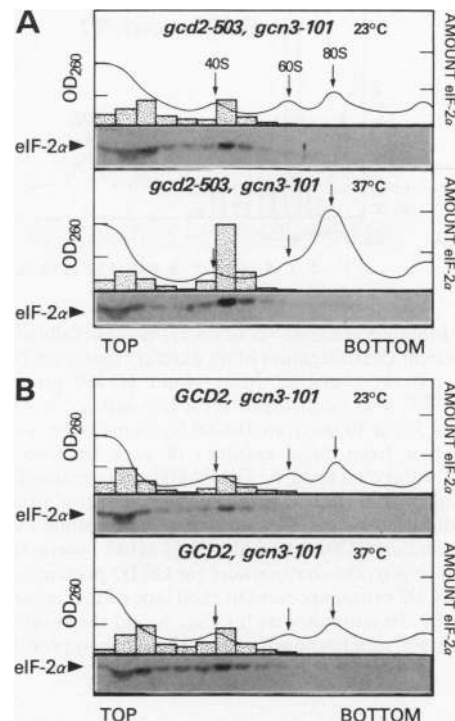 A
gcd2-503, gcn3-101 23°C
40S 60S 80S
OD260
AMOUNT eIF-2α
eIF-2α
gcd2-503, gcn3-101 37°C
OD260
AMOUNT eIF-2α
eIF-2α
TOP BOTTOM
B
GCD2, gcn3-101 23°C
OD260
AMOUNT eIF-2α
eIF-2α
GCD2, gcn3-101 37°C
OD260
AMOUNT eIF-2α
eIF-2α
TOP BOTTOM